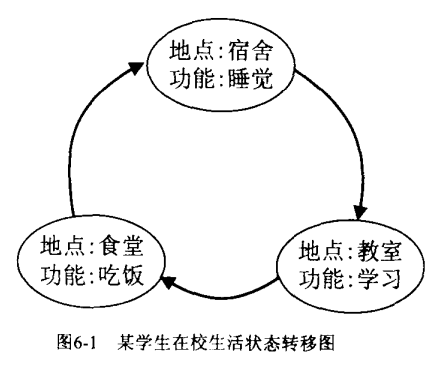 地点:宿舍
功能:睡觉
地点:食堂
功能:吃饭
地点:教室
功能:学习
图6-1 某学生在校生活状态转移图